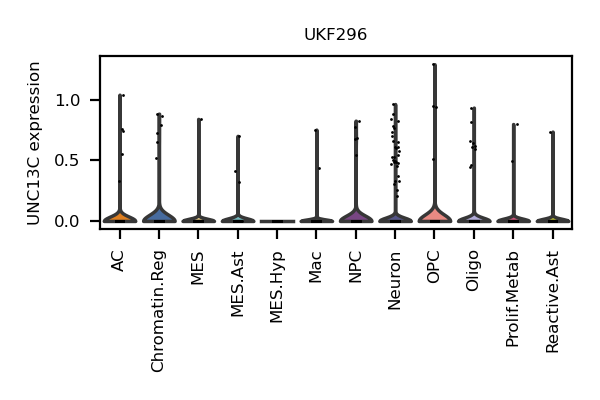 UKF296
UNC13C expression
1.0
0.5
0.0
AC
Chromatin.Reg
MES
MES.Ast
MES.Hyp
Mac
NPC
Neuron
OPC
Oligo
Prolif.Metab
Reactive.Ast